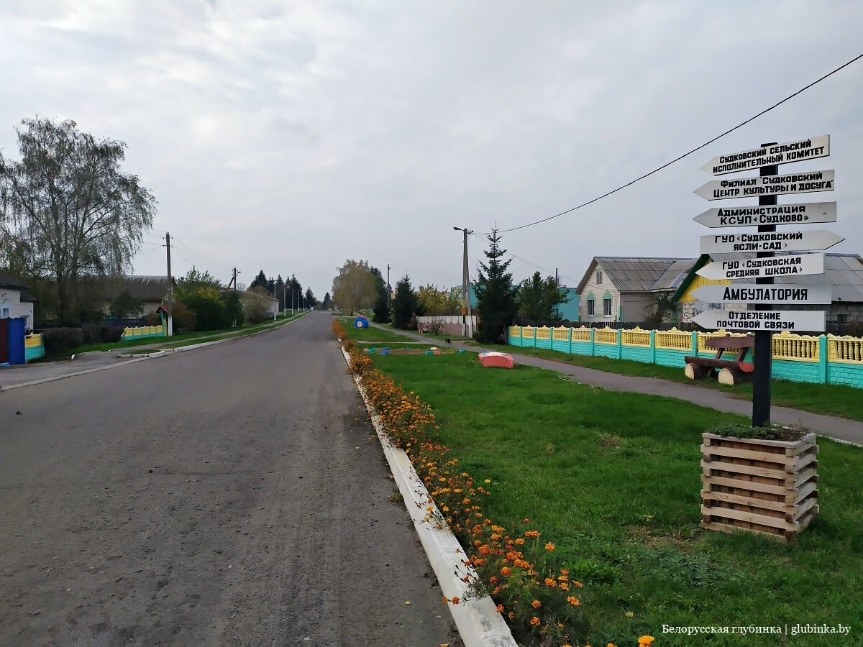 СУДКОВСКИЙ СЕЛЬСКИЙ
ИСПОЛНИТЕЛЬНЫЙ КОМИТЕТ
ФИЛИАЛ "СУДКОВСКИЙ
ЦЕНТР КУЛЬТУРЫ И ДОСУГА"
АДМИНИСТРАЦИЯ
КСУП «СУДКОВО»
ГУО «СУДКОВСКИЙ
ЯСЛИ-САД»
ГУО «СУДКОВСКАЯ
СРЕДНЯЯ ШКОЛА»
АМБУЛАТОРИЯ
ОТДЕЛЕНИЕ
ПОЧТОВОЙ СВЯЗИ
Белорусская глубинка | glubinka.by